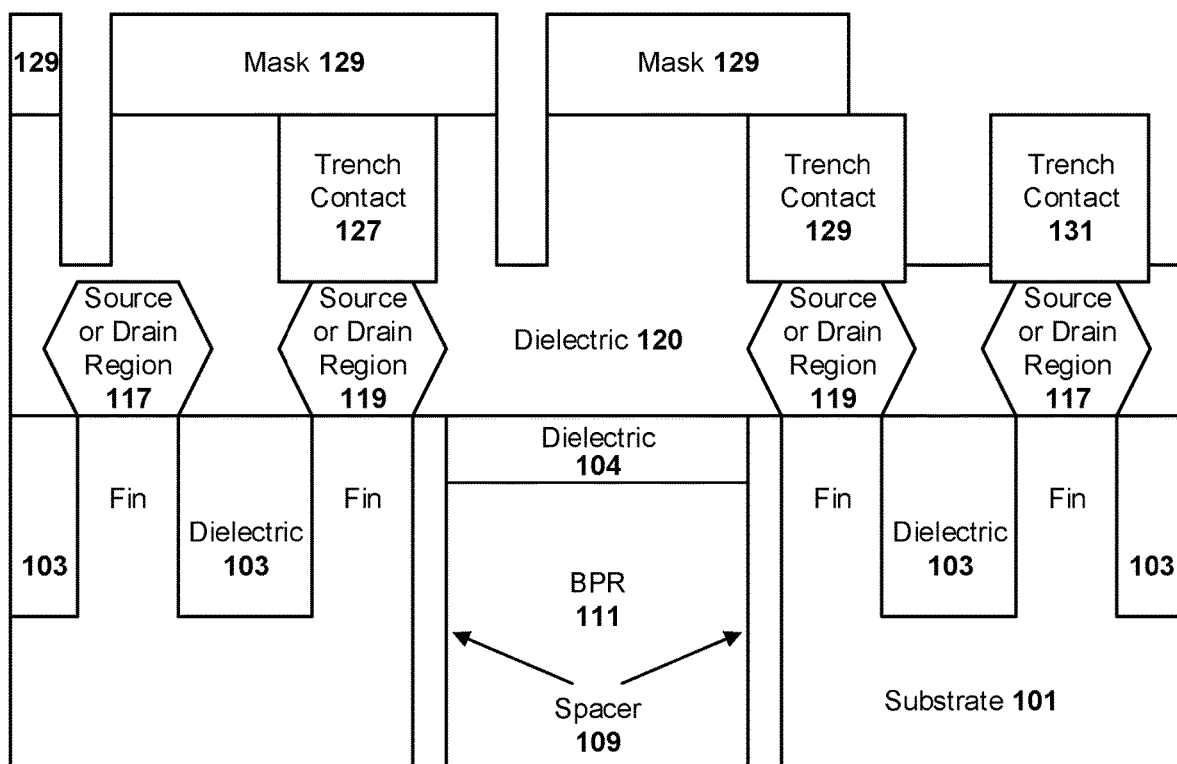 129
Mask 129
Mask 129
Trench
Contact
127
Trench
Contact
129
Trench
Contact
131
Source
or Drain
Region
117
Source
or Drain
Region
119
Dielectric 120
Source
or Drain
Region
119
Source
or Drain
Region
117
Dielectric
104
Fin
Fin
Fin
Fin
103
Dielectric
103
BPR
111
Dielectric
103
103
Spacer
109
Substrate 101